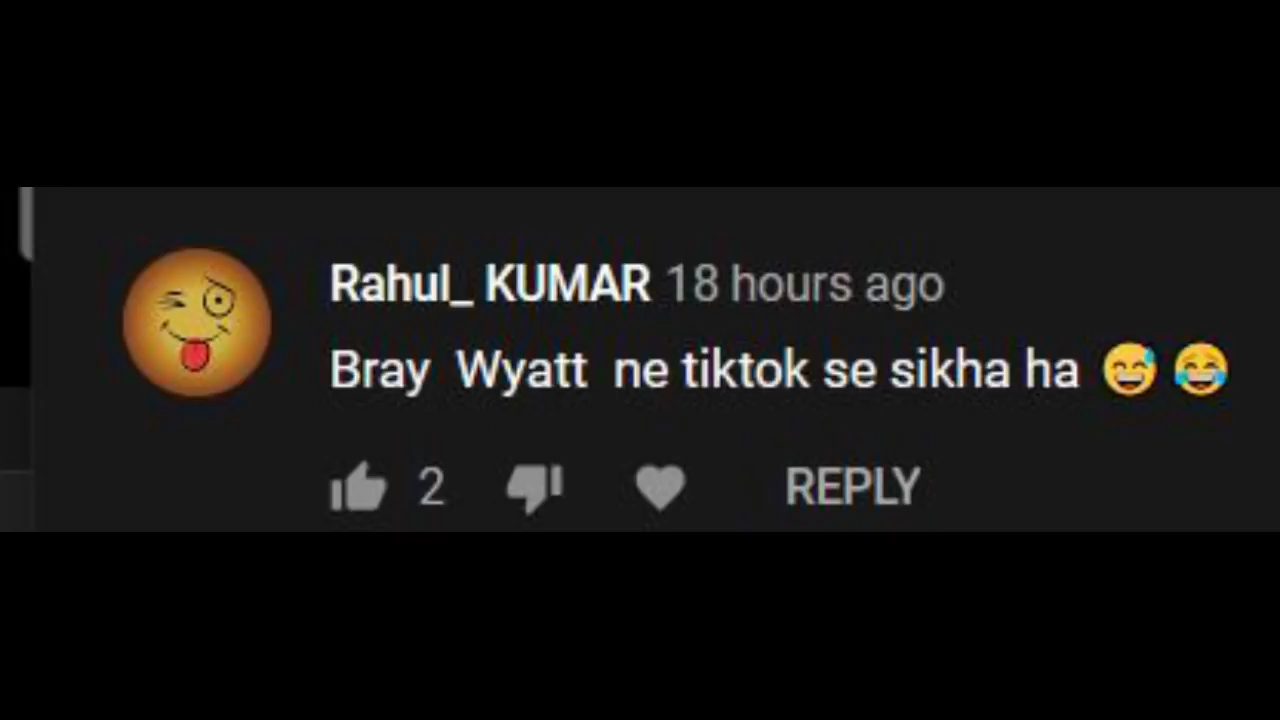 Rahul_ KUMAR 18 hours ago
Bray Wyatt ne tiktok se sikha ha 😅 😂
2 REPLY